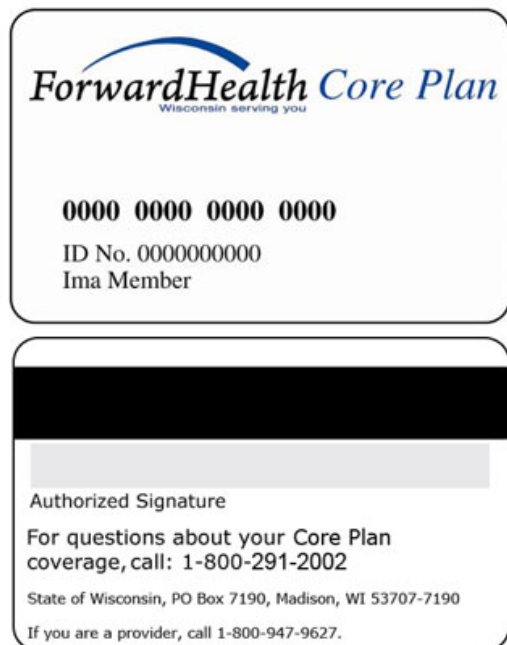 ForwardHealth Core Plan
Wisconsin serving you
0000 0000 0000 0000
ID No. 0000000000
Ima Member
Authorized Signature
For questions about your Core Plan
coverage, call: 1-800-291-2002
State of Wisconsin, PO Box 7190, Madison, WI 53707-7190
If you are a provider, call 1-800-947-9627.